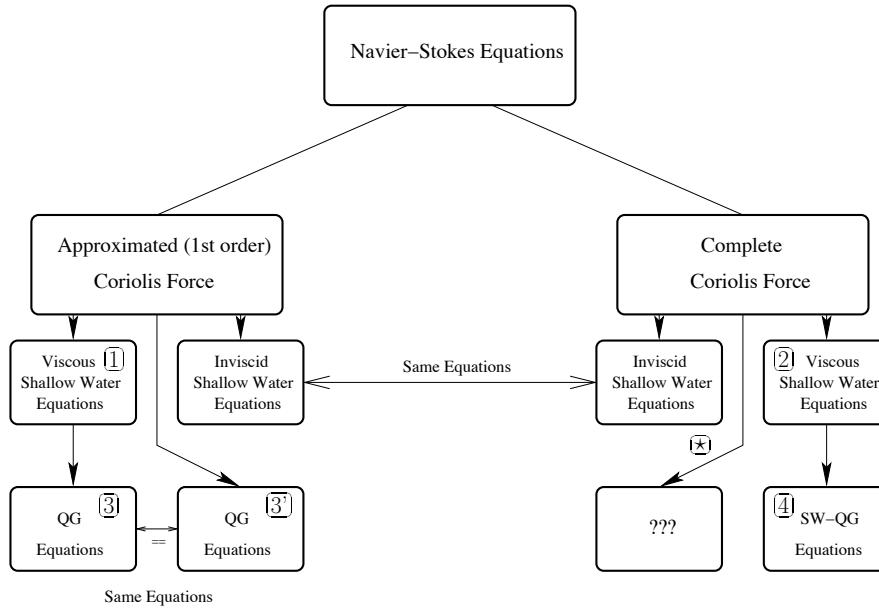 Navier–Stokes Equations
Approximated (1st order)
Coriolis Force
Complete
Coriolis Force
Viscous 1
Shallow Water
Equations
Inviscid
Shallow Water
Equations
Same Equations
Inviscid
Shallow Water
Equations
2 Viscous
Shallow Water
Equations
⋆
QG 3
Equations
==
QG 3'
Equations
???
4 SW–QG
Equations
Same Equations